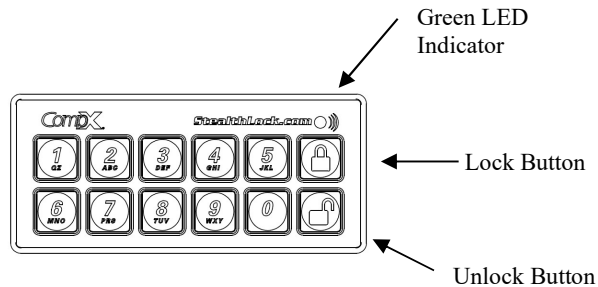 Green LED
Indicator
CompX
StealthLock.com
1 2 3 4 5
QZ ABC DEF GHI JKL
Lock Button
6 7 8 9 0
MNO PRS TUV WXY
Unlock Button